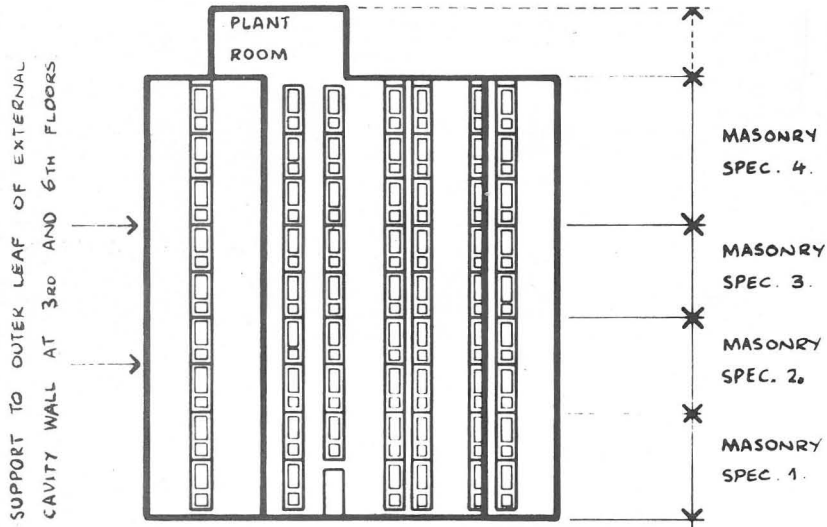 PLANT
ROOM
SUPPORT TO OUTER LEAF OF EXTERNAL
CAVITY WALL AT 3RD AND 6TH FLOORS
MASONRY
SPEC. 4.
MASONRY
SPEC. 3.
MASONRY
SPEC. 2.
MASONRY
SPEC. 1.